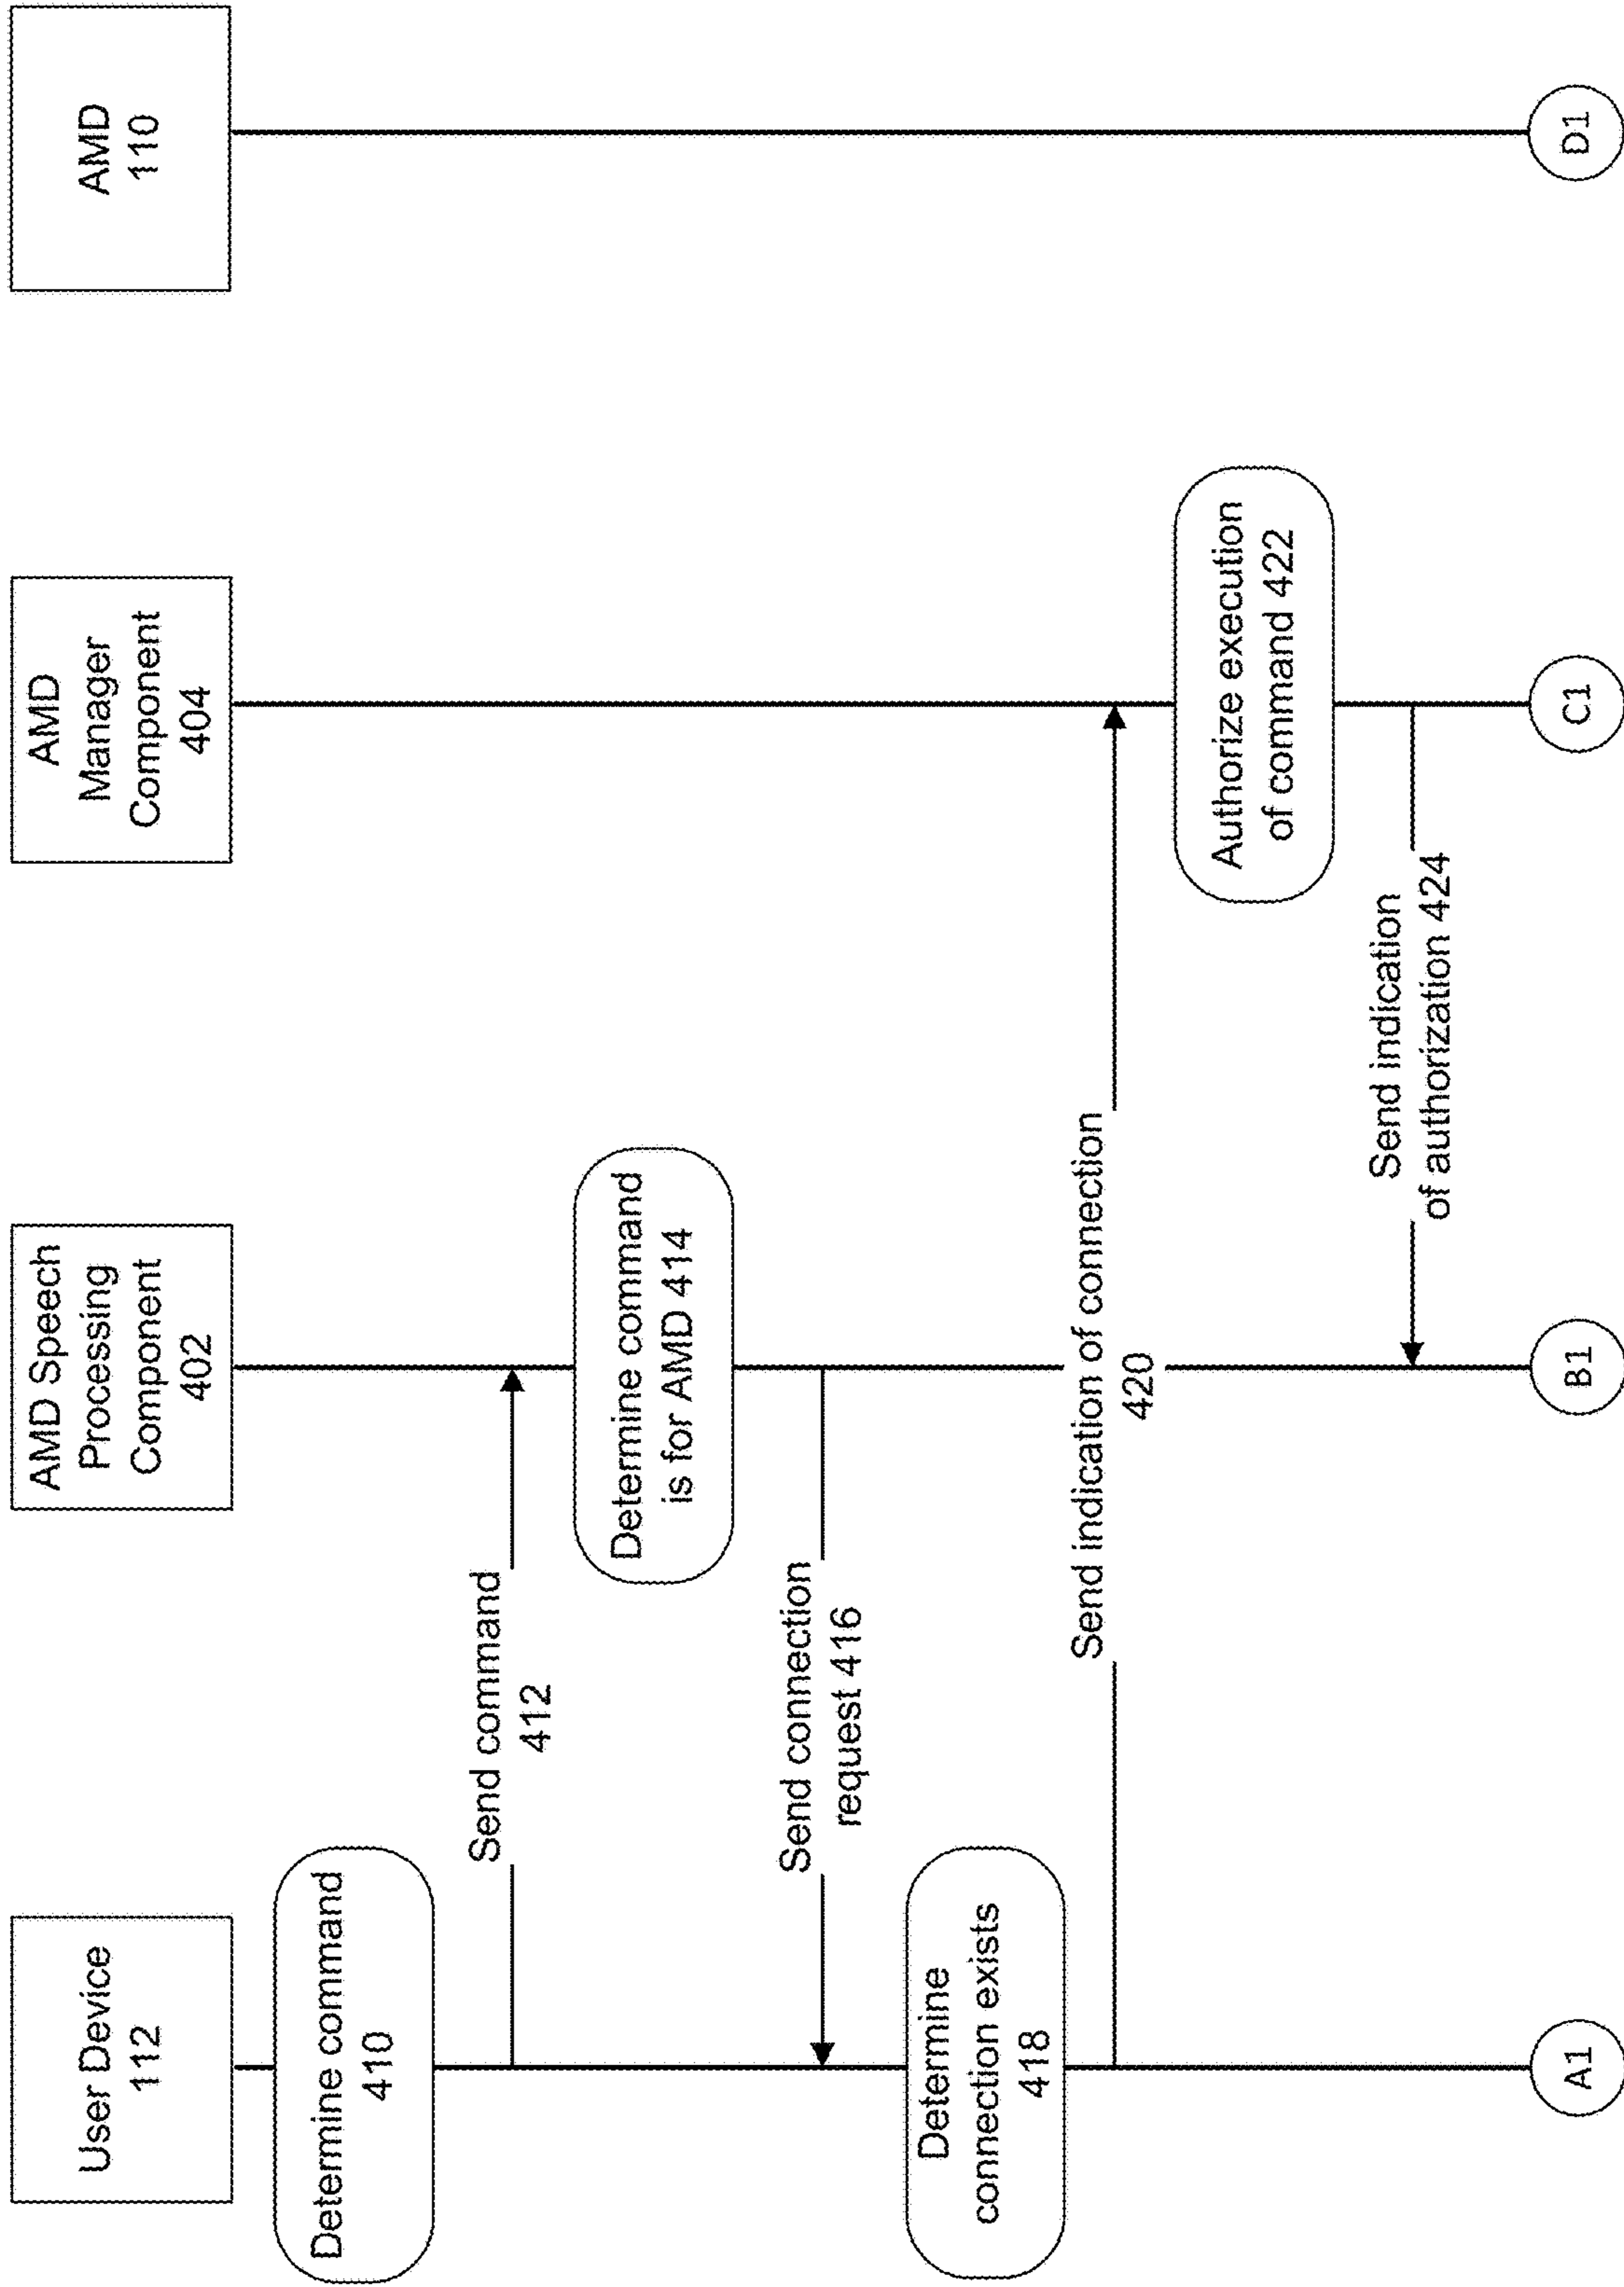 User Device
112
AMD Speech
Processing
Component
402
AMD
Manager
Component
404
AMD
110
Determine command
410
Send command
412
Determine command
is for AMD 414
Send connection
request 416
Determine
connection exists
418
Send indication of connection
420
Authorize execution
of command 422
Send indication
of authorization 424
A1
B1
C1
D1